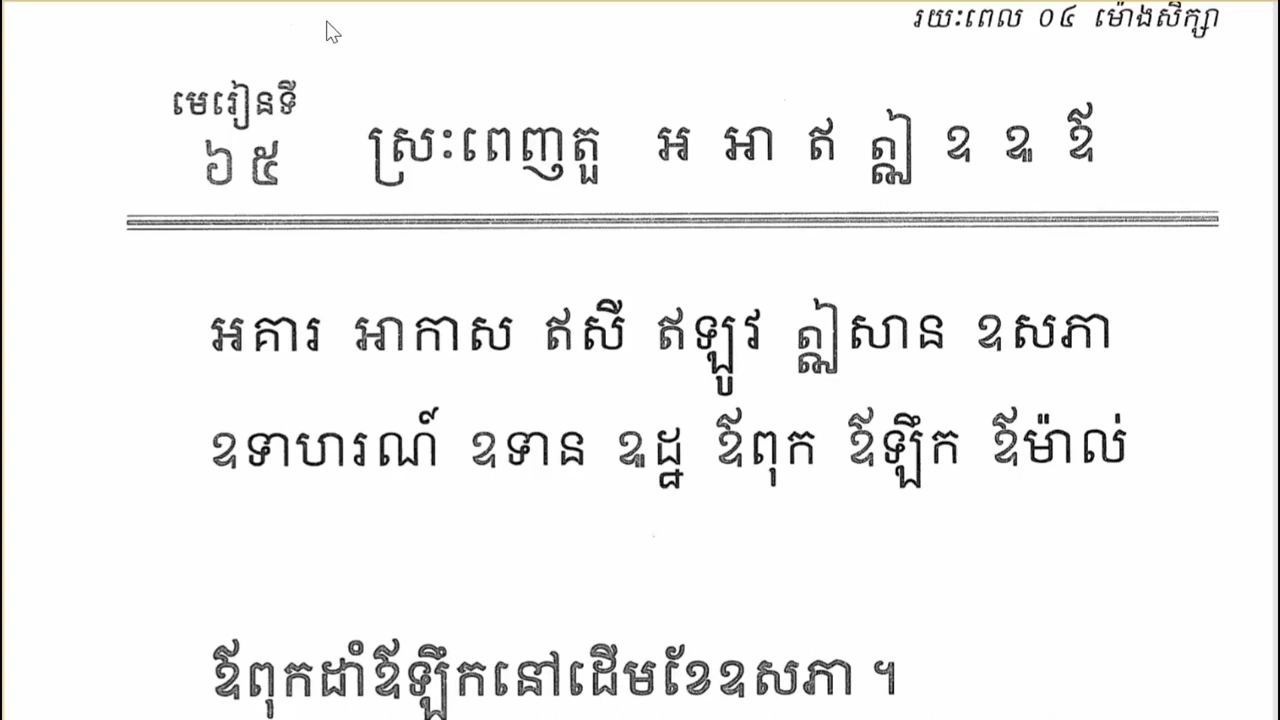 រយៈពេល ០៤ ម៉ោងសិក្សា
មេរៀនទី
៦៥
ស្រះពេញតួ អ អា ឥ ឦ ឧ ឩ ឪ
អគារ អាកាស ឥសី ឥឡូវ ឦសាន ឧសភា
ឧទាហរណ៍ ឧទាន ឩដ្ឋ ឪពុក ឪឡឹក ឪម៉ាល់
ឪពុកដាំឪឡឹកនៅដើមខែឧសភា ។